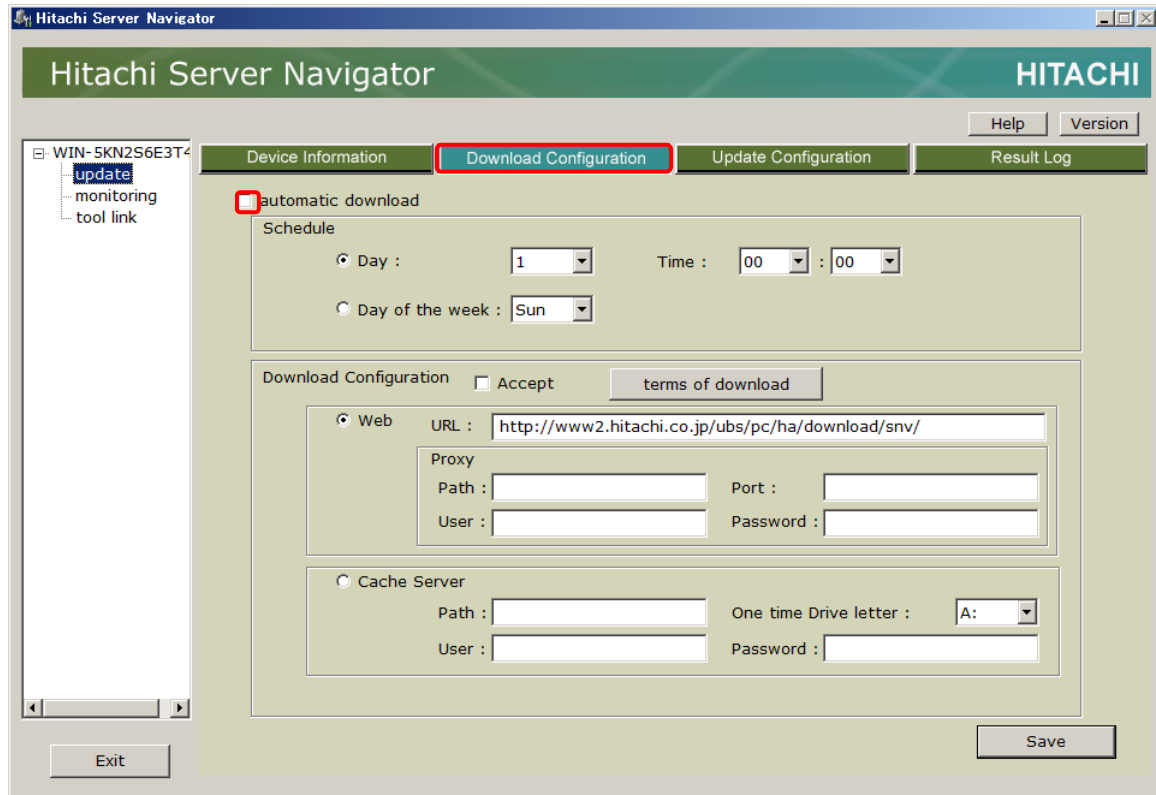 Hitachi Server Navigator
Hitachi Server Navigator HITACHI
Help Version
WIN-5KN2S6E3T4
update
monitoring
tool link
Device Information Download Configuration Update Configuration Result Log
automatic download
Schedule
Day : 1 Time : 00 : 00
Day of the week : Sun
Download Configuration Accept terms of download
Web URL : http://www2.hitachi.co.jp/ubs/pc/ha/download/snv/
Proxy
Path : Port :
User : Password :
Cache Server
Path : One time Drive letter : A:
User : Password :
Save
Exit